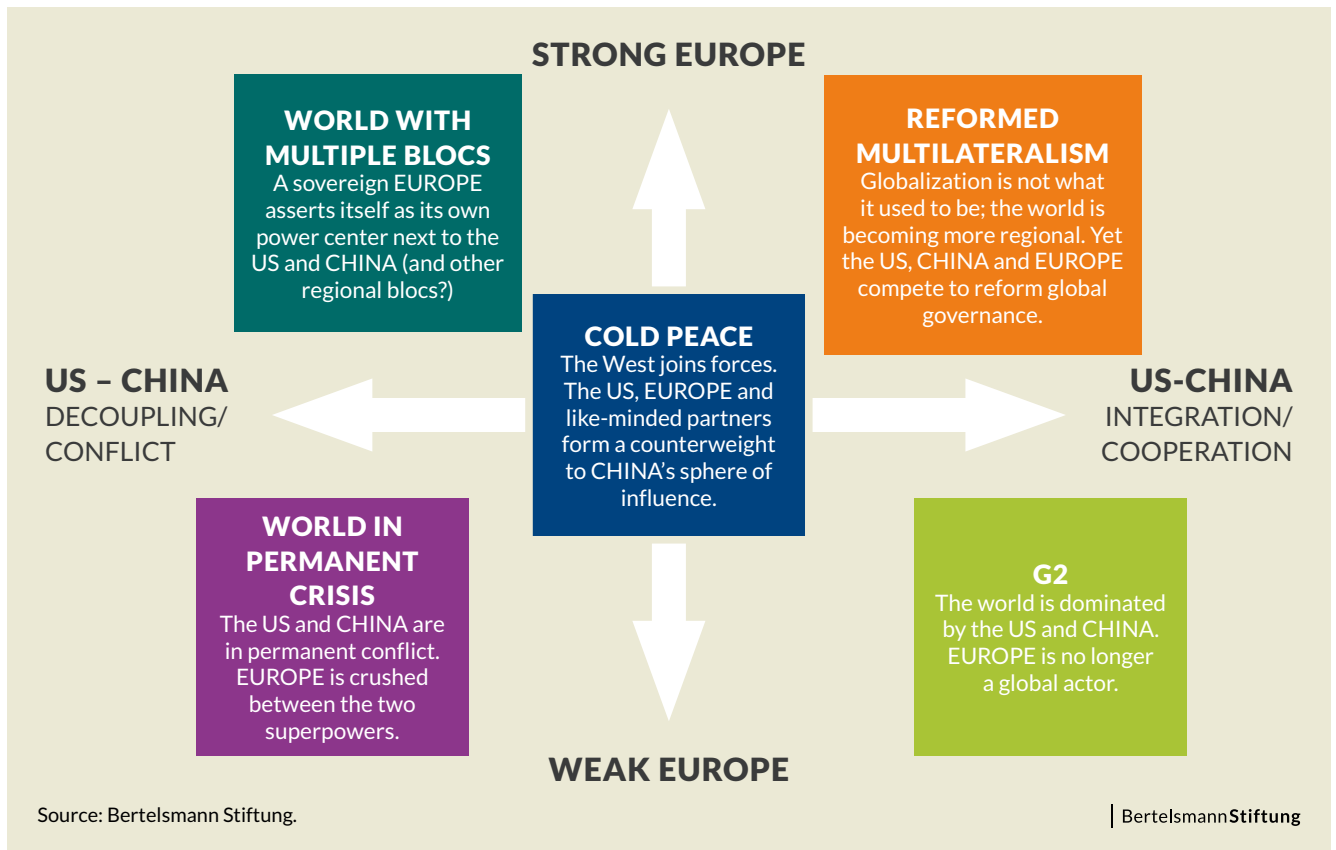 STRONG EUROPE
WORLD WITH
MULTIPLE BLOCS
A sovereign EUROPE
asserts itself as its own
power center next to the
US and CHINA (and other
regional blocs?)
REFORMED
MULTILATERALISM
Globalization is not what
it used to be; the world is
becoming more regional. Yet
the US, CHINA and EUROPE
compete to reform global
governance.
COLD PEACE
The West joins forces.
The US, EUROPE and
like-minded partners
form a counterweight
to CHINA’s sphere of
influence.
US – CHINA
DECOUPLING/
CONFLICT
US-CHINA
INTEGRATION/
COOPERATION
WORLD IN
PERMANENT
CRISIS
The US and CHINA are
in permanent conflict.
EUROPE is crushed
between the two
superpowers.
G2
The world is dominated
by the US and CHINA.
EUROPE is no longer
a global actor.
WEAK EUROPE
Source: Bertelsmann Stiftung.
BertelsmannStiftung